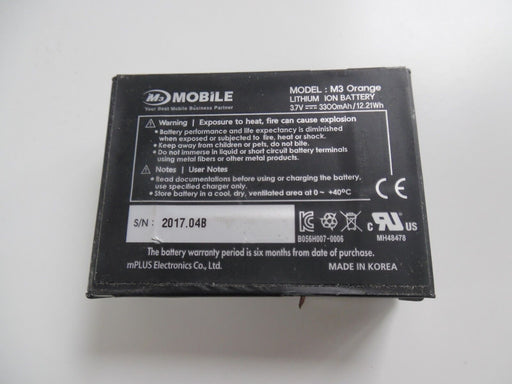 M3 MOBILE
Your Best Mobile Business Partner
MODEL : M3 Orange
LITHIUM ION BATTERY
3.7V ⎓ 3300mAh/12.21Wh
Warning | Exposure to heat, fire can cause explosion
• Battery performance and life expectancy is diminished
when exposed or subjected to fire, heat or shock.
• Keep away from children or pets, do not bite.
• Do not immerse in liquid or short circuit battery terminals
using metal fibers or other metal products.
Notes | User Notes
• Read documentations before using or charging the battery,
use specified charger only.
• Store battery in a cool, dry, ventilated area at 0 ~ +40°C
CE
S/N : 2017.04B
B056H007-0006
c RU US
MH48478
The battery warranty period is six months from date of purchase.
mPLUS Electronics Co., Ltd.
MADE IN KOREA